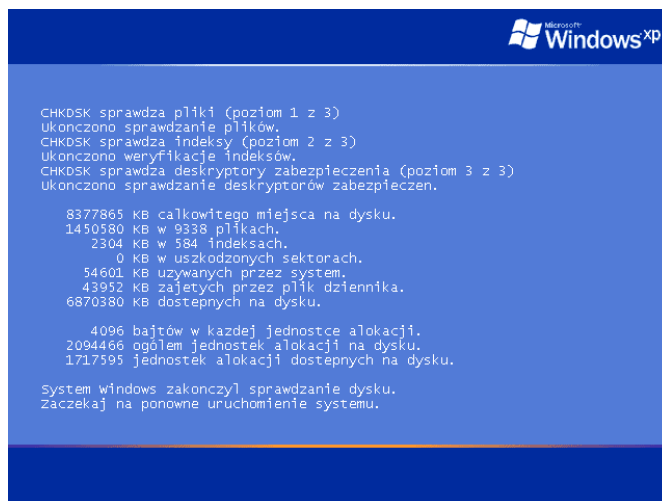 Microsoft
Windows xp
CHKDSK sprawdza pliki (poziom 1 z 3)
Ukonczono sprawdzanie plików.
CHKDSK sprawdza indeksy (poziom 2 z 3)
Ukonczono weryfikacje indeksów.
CHKDSK sprawdza deskryptory zabezpieczenia (poziom 3 z 3)
Ukonczono sprawdzanie deskryptorów zabezpieczen.
8377865 KB calkowitego miejsca na dysku.
1450580 KB w 9338 plikach.
2304 KB w 584 indeksach.
0 KB w uszkodzonych sektorach.
54601 KB uzywanych przez system.
43952 KB zajetych przez plik dziennika.
6870380 KB dostepnych na dysku.
4096 bajtów w kazdej jednostce alokacji.
2094466 ogólem jednostek alokacji na dysku.
1717595 jednostek alokacji dostepnych na dysku.
System Windows zakonczyl sprawdzanie dysku.
Zaczekaj na ponowne uruchomienie systemu.